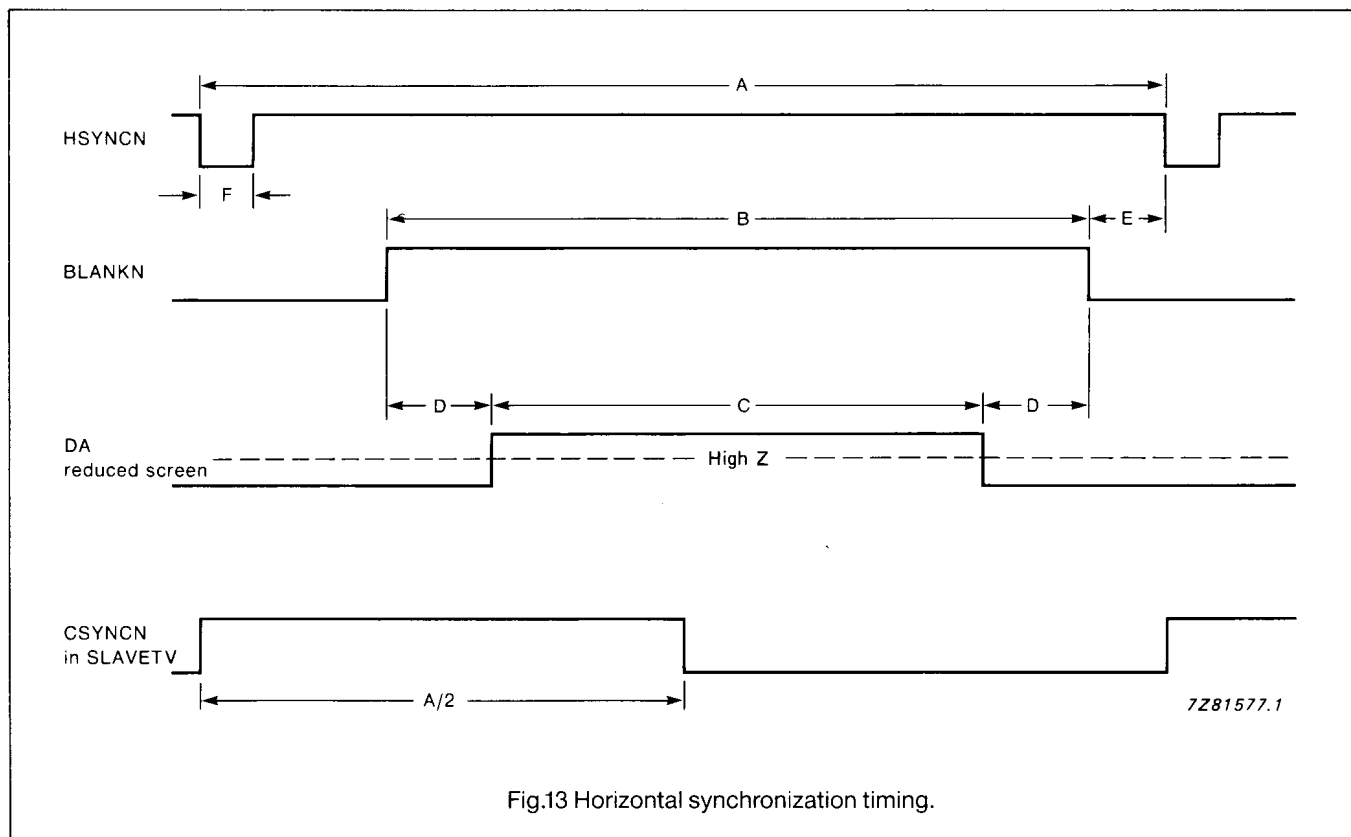 A
HSYNCN
F
B
E
BLANKN
D
C
D
DA
reduced screen
High Z
CSYNCN
in SLAVETV
A/2
7Z81577.1
Fig.13 Horizontal synchronization timing.